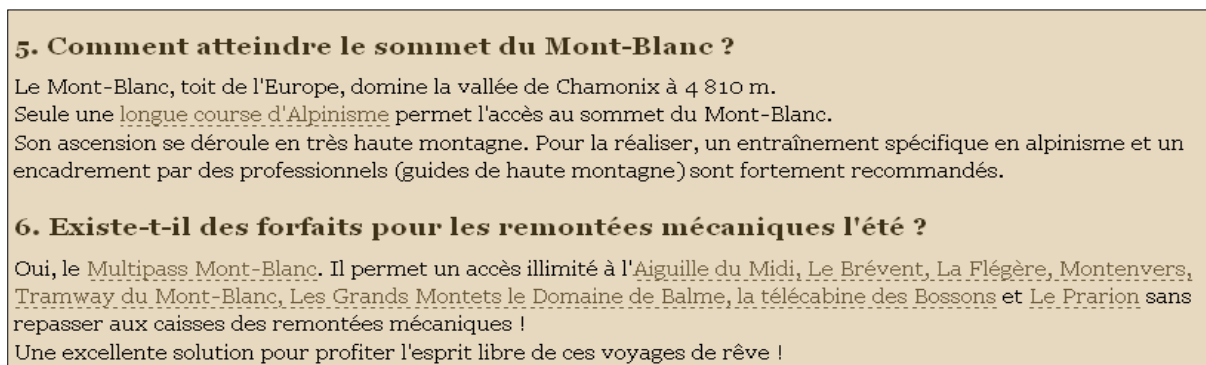 5. Comment atteindre le sommet du Mont-Blanc ?
Le Mont-Blanc, toit de l'Europe, domine la vallée de Chamonix à 4 810 m.
Seule une longue course d'Alpinisme permet l'accès au sommet du Mont-Blanc.
Son ascension se déroule en très haute montagne. Pour la réaliser, un entraînement spécifique en alpinisme et un
encadrement par des professionnels (guides de haute montagne) sont fortement recommandés.
6. Existe-t-il des forfaits pour les remontées mécaniques l'été ?
Oui, le Multipass Mont-Blanc. Il permet un accès illimité à l'Aiguille du Midi, Le Brévent, La Flégère, Montenvers,
Tramway du Mont-Blanc, Les Grands Montets le Domaine de Balme, la télécabine des Bossons et Le Prarion sans
repasser aux caisses des remontées mécaniques !
Une excellente solution pour profiter l'esprit libre de ces voyages de rêve !